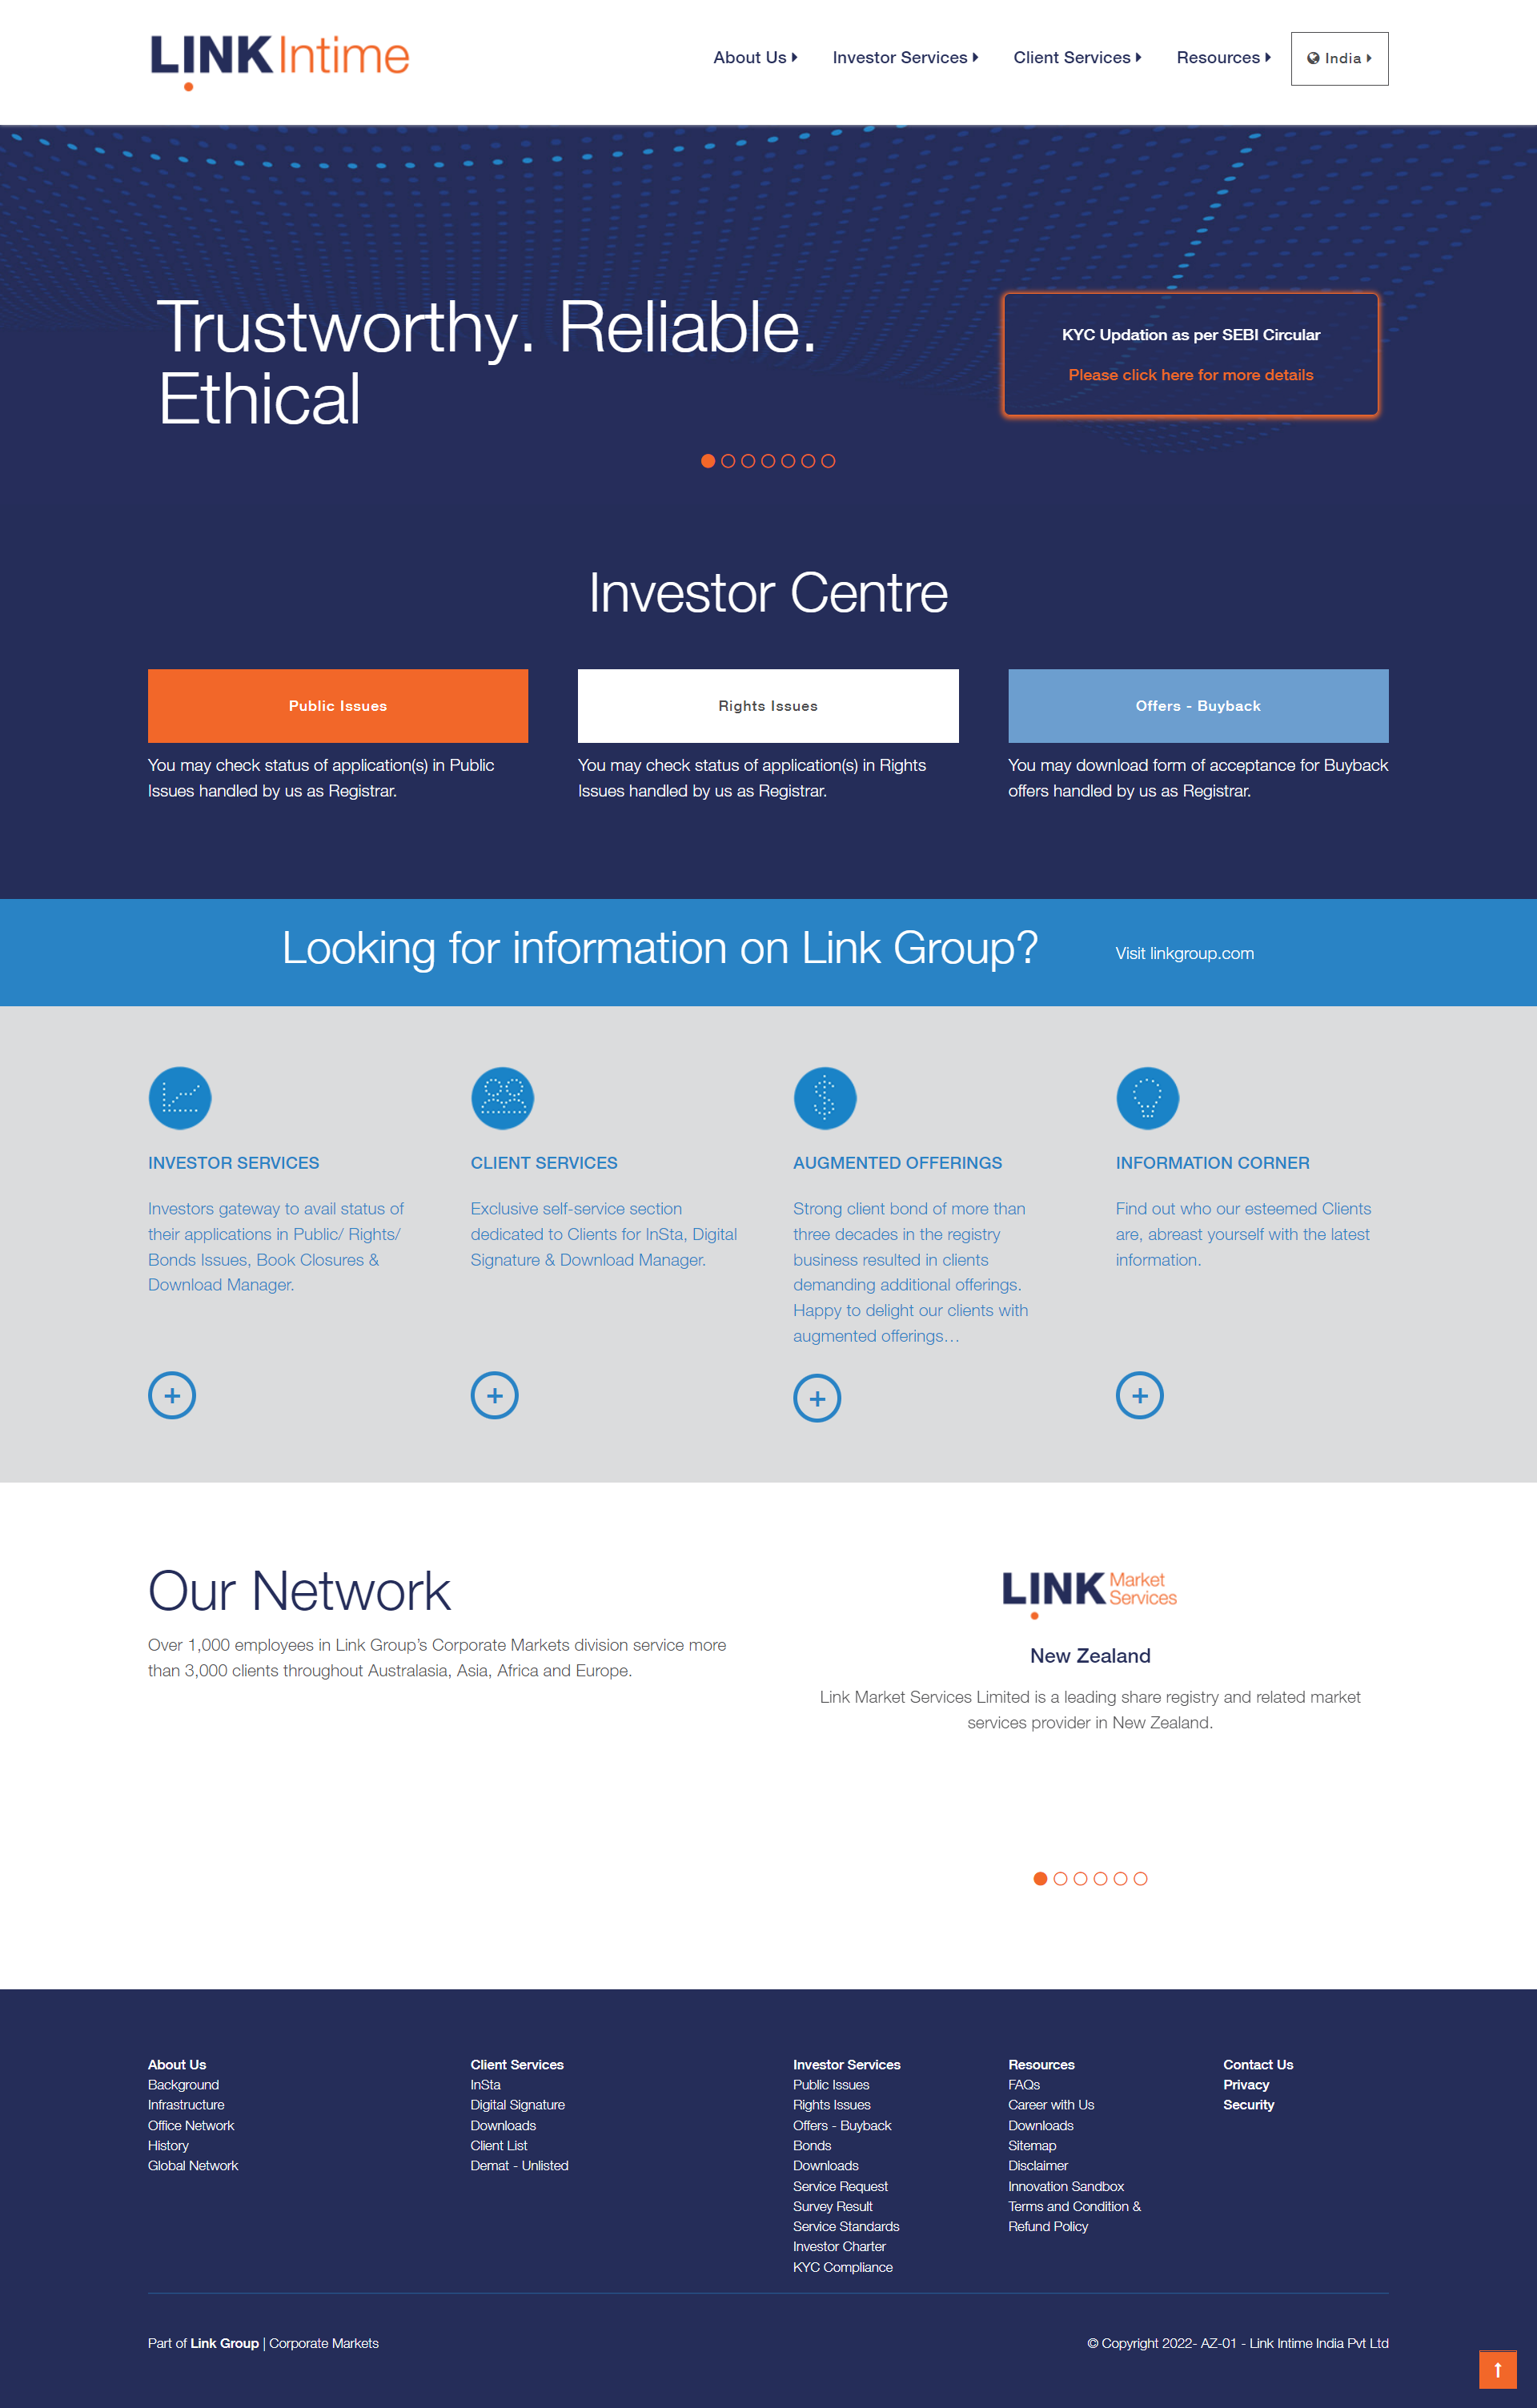 LINK Intime
About Us
Investor Services
Client Services
Resources
India
Trustworthy. Reliable.
Ethical
KYC Updation as per SEBI Circular
Please click here for more details
Investor Centre
Public Issues
You may check status of application(s) in Public
Issues handled by us as Registrar.
Rights Issues
You may check status of application(s) in Rights
Issues handled by us as Registrar.
Offers - Buyback
You may download form of acceptance for Buyback
offers handled by us as Registrar.
Looking for information on Link Group?
Visit linkgroup.com
INVESTOR SERVICES
Investors gateway to avail status of
their applications in Public/ Rights/
Bonds Issues, Book Closures &
Download Manager.
CLIENT SERVICES
Exclusive self-service section
dedicated to Clients for InSta, Digital
Signature & Download Manager.
AUGMENTED OFFERINGS
Strong client bond of more than
three decades in the registry
business resulted in clients
demanding additional offerings.
Happy to delight our clients with
augmented offerings…
INFORMATION CORNER
Find out who our esteemed Clients
are, abreast yourself with the latest
information.
Our Network
Over 1,000 employees in Link Group’s Corporate Markets division service more
than 3,000 clients throughout Australasia, Asia, Africa and Europe.
LINK Market Services
New Zealand
Link Market Services Limited is a leading share registry and related market
services provider in New Zealand.
About Us
Background
Infrastructure
Office Network
History
Global Network
Client Services
InSta
Digital Signature
Downloads
Client List
Demat - Unlisted
Investor Services
Public Issues
Rights Issues
Offers - Buyback
Bonds
Downloads
Service Request
Survey Result
Service Standards
Investor Charter
KYC Compliance
Resources
FAQs
Career with Us
Downloads
Sitemap
Disclaimer
Innovation Sandbox
Terms and Condition &
Refund Policy
Contact Us
Privacy
Security
Part of Link Group | Corporate Markets
© Copyright 2022- AZ-01 - Link Intime India Pvt Ltd